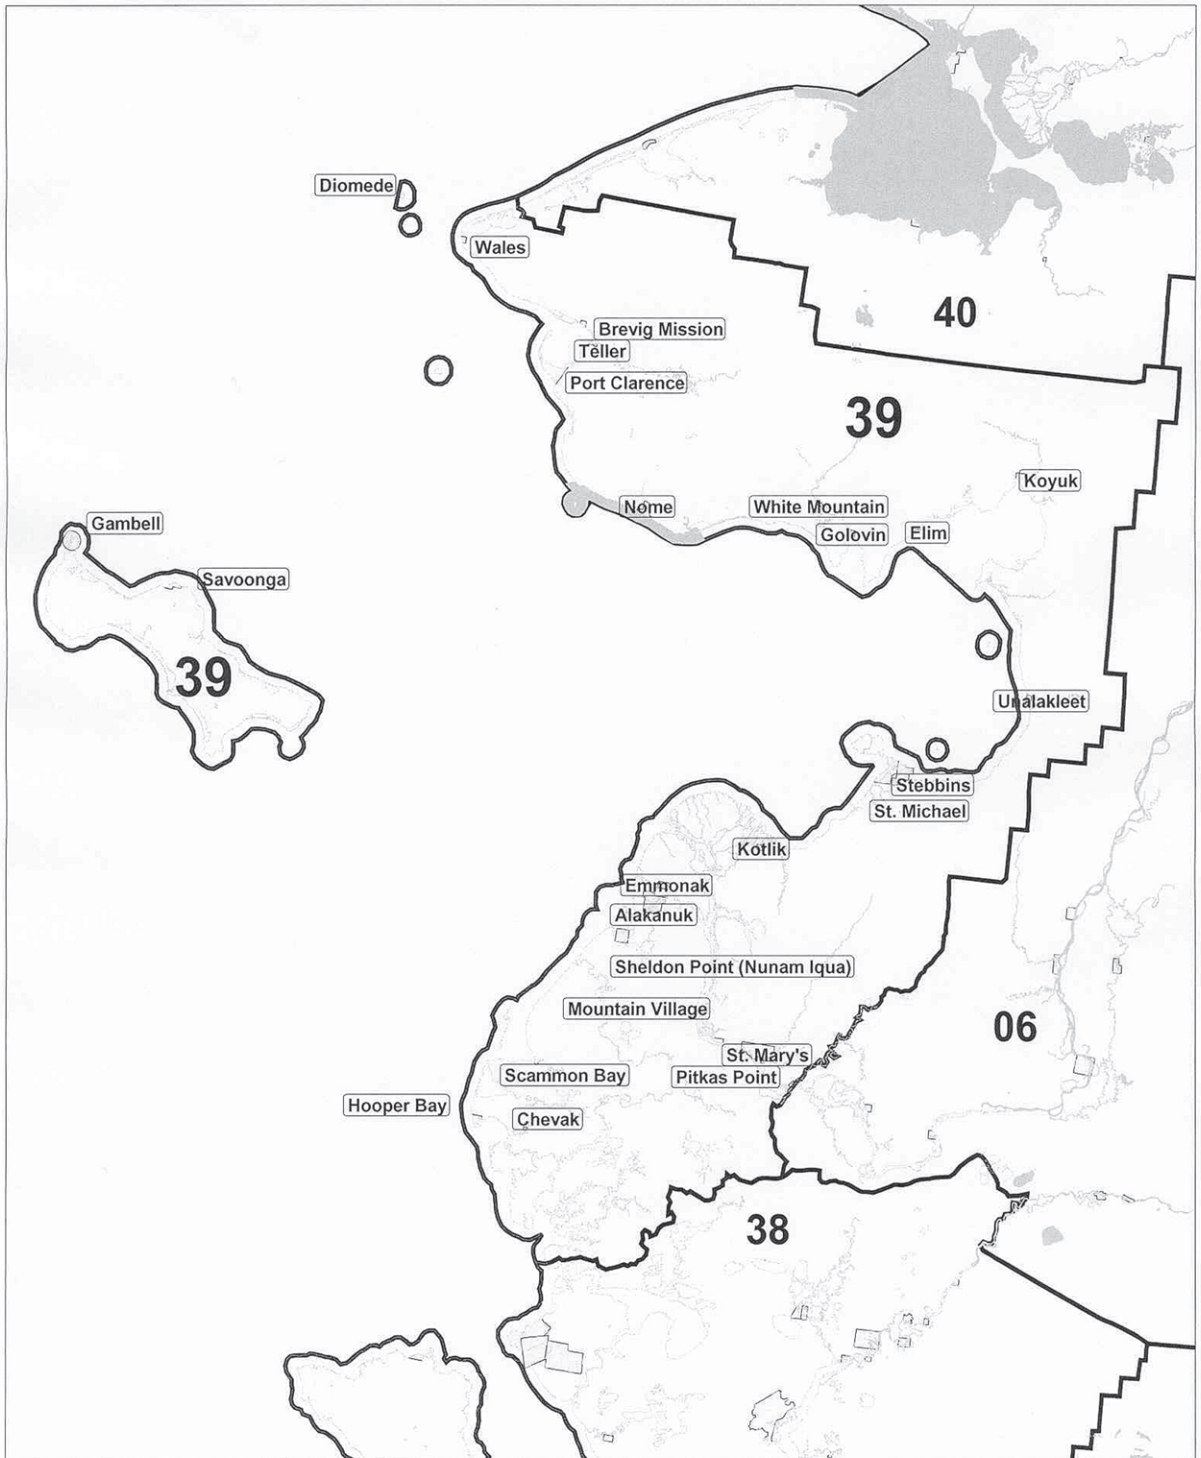 Diomede
Wales
40
Brevig Mission
Teller
Port Clarence
39
Koyuk
Nome
White Mountain
Gambell
Golovin
Elim
Savoonga
39
Unalakleet
Stebbins
St. Michael
Kotlik
Emmonak
Alakanuk
Sheldon Point (Nunam Iqua)
Mountain Village
06
St. Mary's
Scammon Bay
Pitkas Point
Hooper Bay
Chevak
38